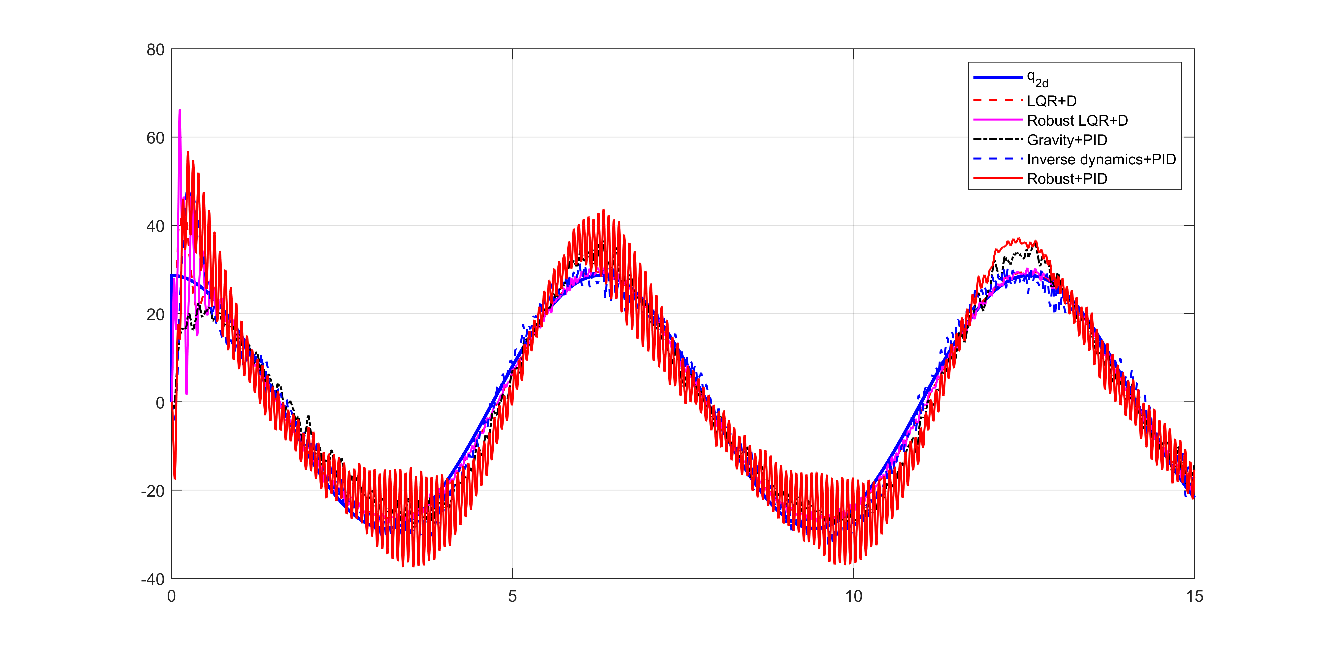 80
60
40
20
0
-20
-40
0 5 10 15
q2d
LQR+D
Robust LQR+D
Gravity+PID
Inverse dynamics+PID
Robust+PID